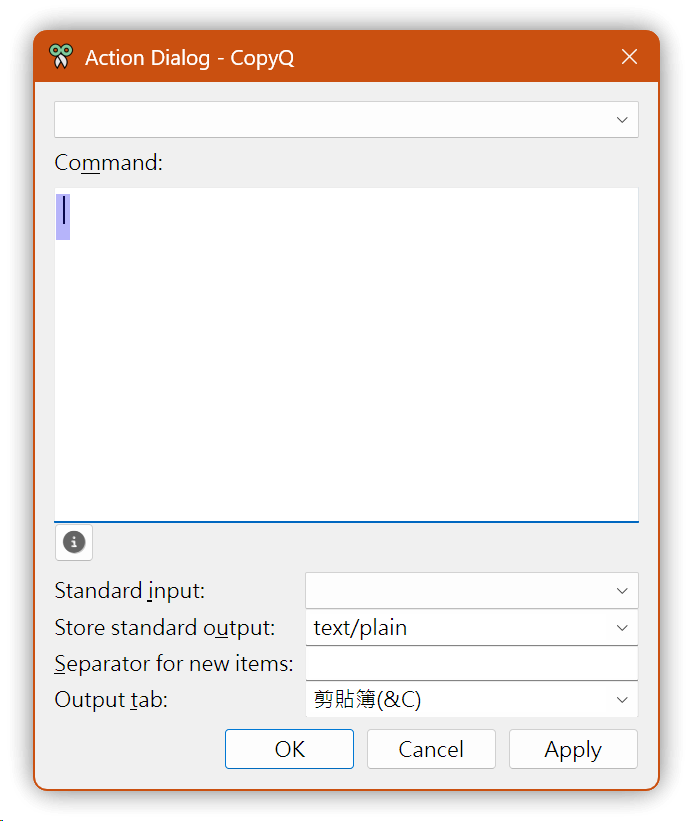 Action Dialog - CopyQ
Command:
Standard input:
Store standard output: text/plain
Separator for new items:
Output tab: 剪貼簿(&C)
OK Cancel Apply